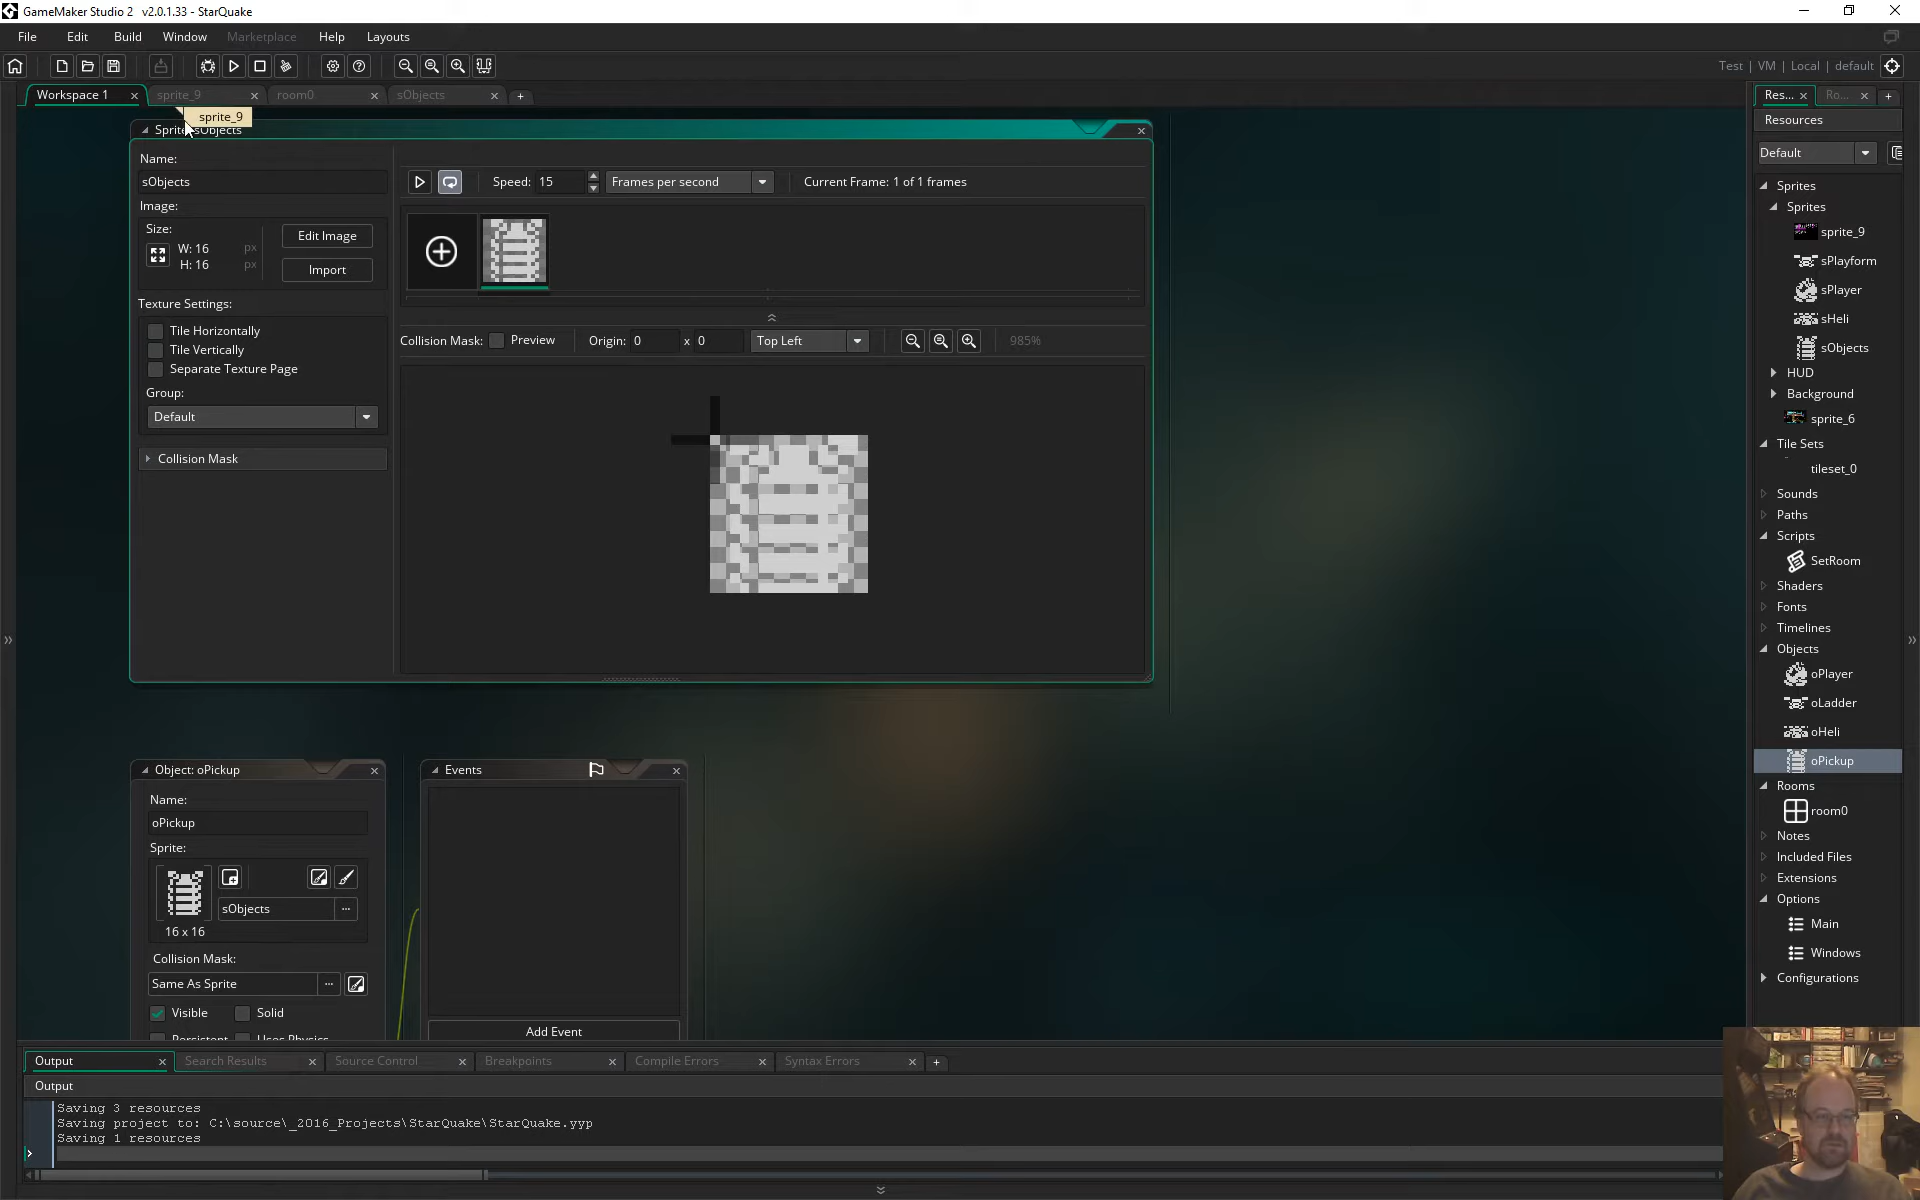 GameMaker Studio 2 v2.0.1.33 - StarQuake
File Edit Build Window Marketplace Help Layouts
Test | VM | Local | default
Workspace 1 sprite_9 room0 sObjects
sprite_9
Sprite: sObjects
Name:
sObjects
Image:
Size:
W: 16 px
H: 16 px
Edit Image
Import
Texture Settings:
Tile Horizontally
Tile Vertically
Separate Texture Page
Group:
Default
Collision Mask
Speed: 15 Frames per second Current Frame: 1 of 1 frames
Collision Mask: Preview Origin: 0 x 0 Top Left 985%
Object: oPickup
Name:
oPickup
Sprite:
sObjects
16 x 16
Collision Mask:
Same As Sprite
Visible Solid
Persistent Uses Physics
Events
Add Event
Res... Ro...
Resources
Default
Sprites
Sprites
sprite_9
sPlayform
sPlayer
sHeli
sObjects
HUD
Background
sprite_6
Tile Sets
tileset_0
Sounds
Paths
Scripts
SetRoom
Shaders
Fonts
Timelines
Objects
oPlayer
oLadder
oHeli
oPickup
Rooms
room0
Notes
Included Files
Extensions
Options
Main
Windows
Configurations
Output Search Results Source Control Breakpoints Compile Errors Syntax Errors
Output
Saving 3 resources
Saving project to: C:\source\_2016_Projects\StarQuake\StarQuake.yyp
Saving 1 resources